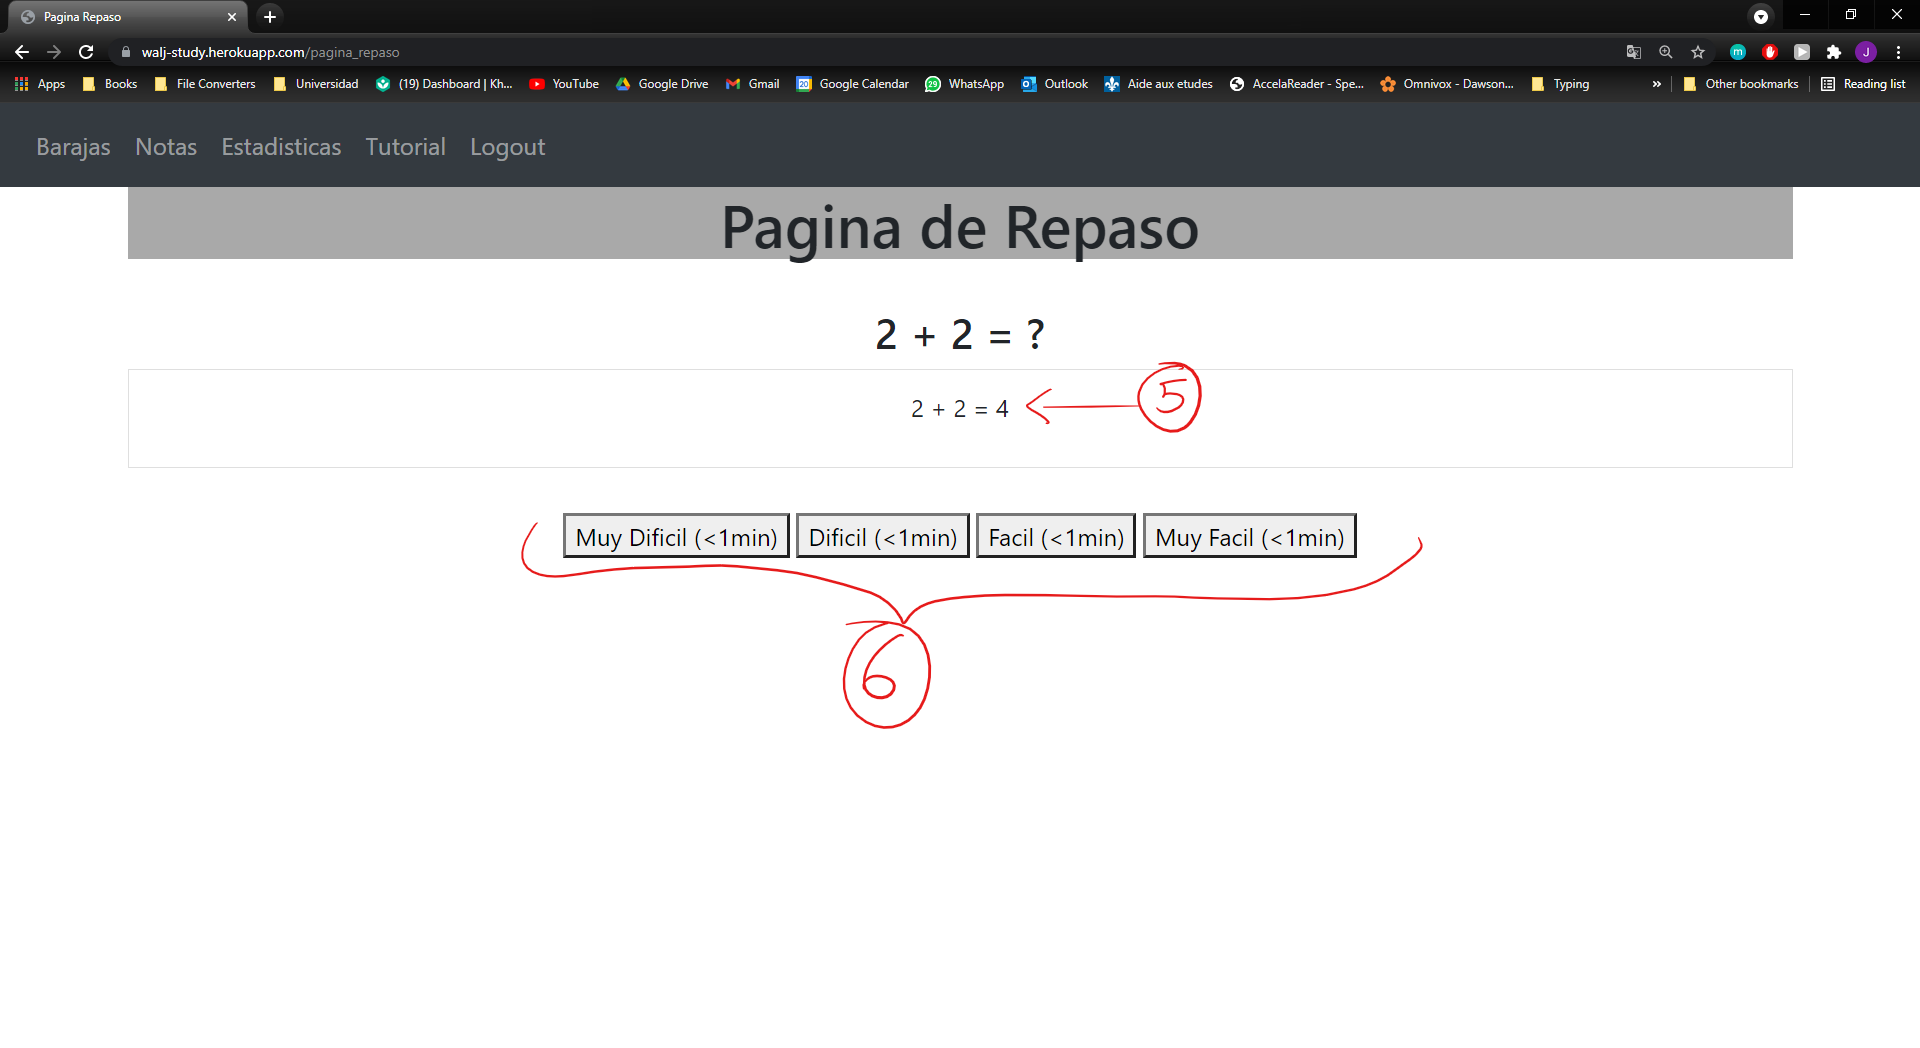 Pagina Repaso
walj-study.herokuapp.com/pagina_repaso
Apps Books File Converters Universidad (19) Dashboard | Kh... YouTube Google Drive Gmail 20 Google Calendar 29 WhatsApp Outlook Aide aux etudes AccelaReader - Spe... Omnivox - Dawson... Typing » Other bookmarks Reading list
Barajas Notas Estadisticas Tutorial Logout
Pagina de Repaso
2 + 2 = ?
2 + 2 = 4 5
Muy Dificil (<1min) Dificil (<1min) Facil (<1min) Muy Facil (<1min)
6